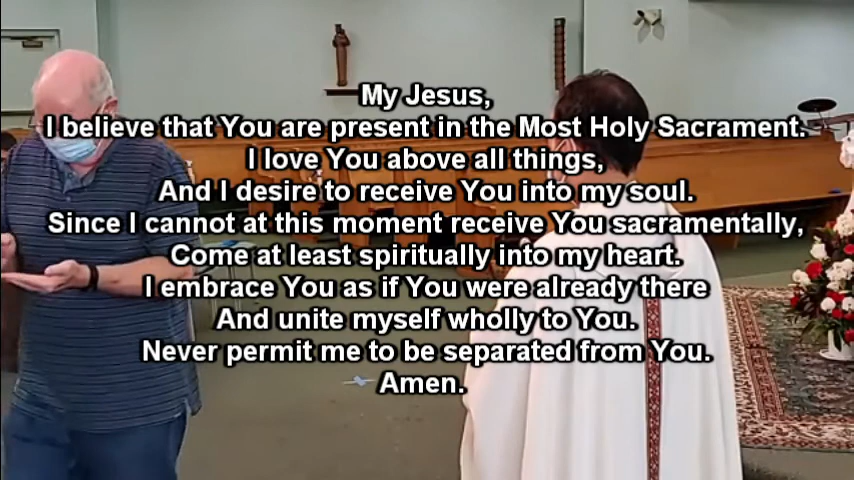 My Jesus,
I believe that You are present in the Most Holy Sacrament.
I love You above all things,
And I desire to receive You into my soul.
Since I cannot at this moment receive You sacramentally,
Come at least spiritually into my heart.
I embrace You as if You were already there
And unite myself wholly to You.
Never permit me to be separated from You.
Amen.